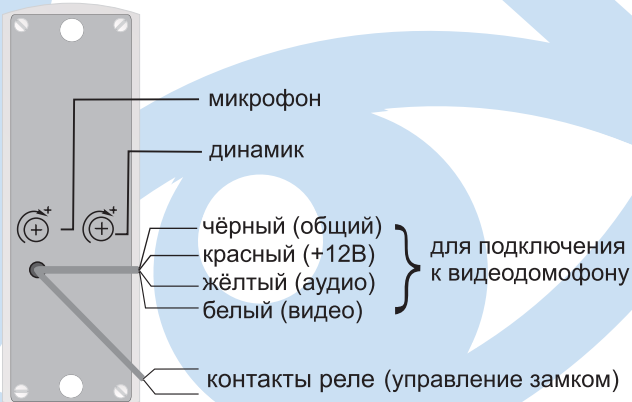 микрофон
динамик
+ +
чёрный (общий)
красный (+12В)
жёлтый (аудио)
белый (видео)
для подключения
к видеодомофону
контакты реле (управление замком)